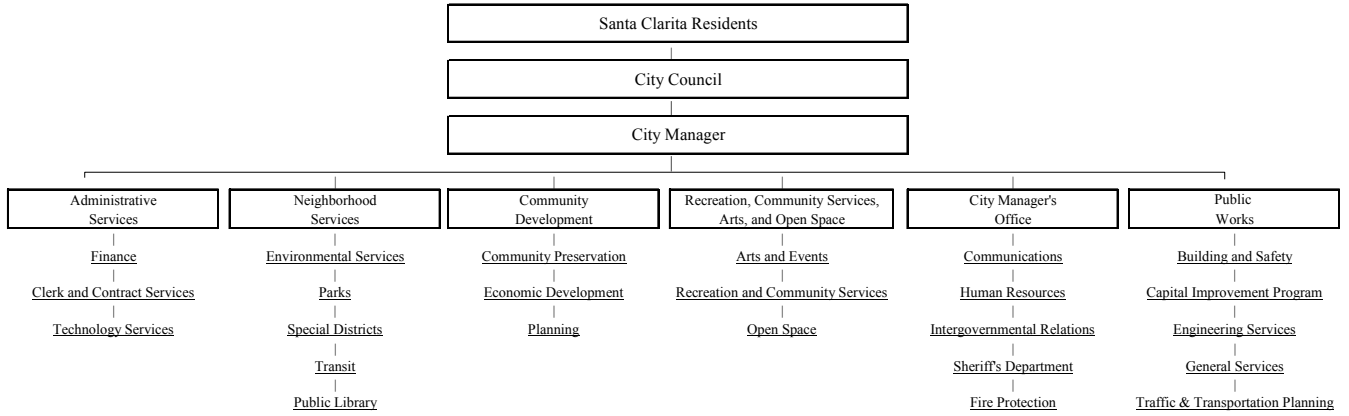 Santa Clarita Residents
City Council
City Manager
Administrative
Services
Finance
Clerk and Contract Services
Technology Services
Neighborhood
Services
Environmental Services
Parks
Special Districts
Transit
Public Library
Community
Development
Community Preservation
Economic Development
Planning
Recreation, Community Services,
Arts, and Open Space
Arts and Events
Recreation and Community Services
Open Space
City Manager's
Office
Communications
Human Resources
Intergovernmental Relations
Sheriff's Department
Fire Protection
Public
Works
Building and Safety
Capital Improvement Program
Engineering Services
General Services
Traffic & Transportation Planning